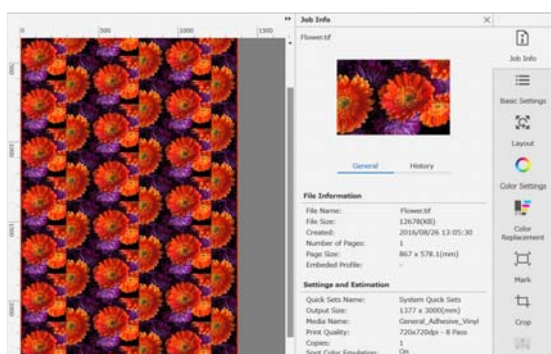 Job Info
Flower.tif
0 500 1000 1500
General History
File Information
File Name: Flower.tif
File Size: 12678(KB)
Created: 2016/08/26 13:05:30
Number of Pages: 1
Page Size: 867 x 578.1(mm)
Embeded Profile: -
Settings and Estimation
Quick Sets Name: System Quick Sets
Output Size: 1377 x 3000(mm)
Media Name: General_Adhesive_Vinyl
Print Quality: 720x720dpi - 8 Pass
Copies: 1
Spot Color Emulation: On
Job Info
Basic Settings
Layout
Color Settings
Color
Replacement
Mark
Crop